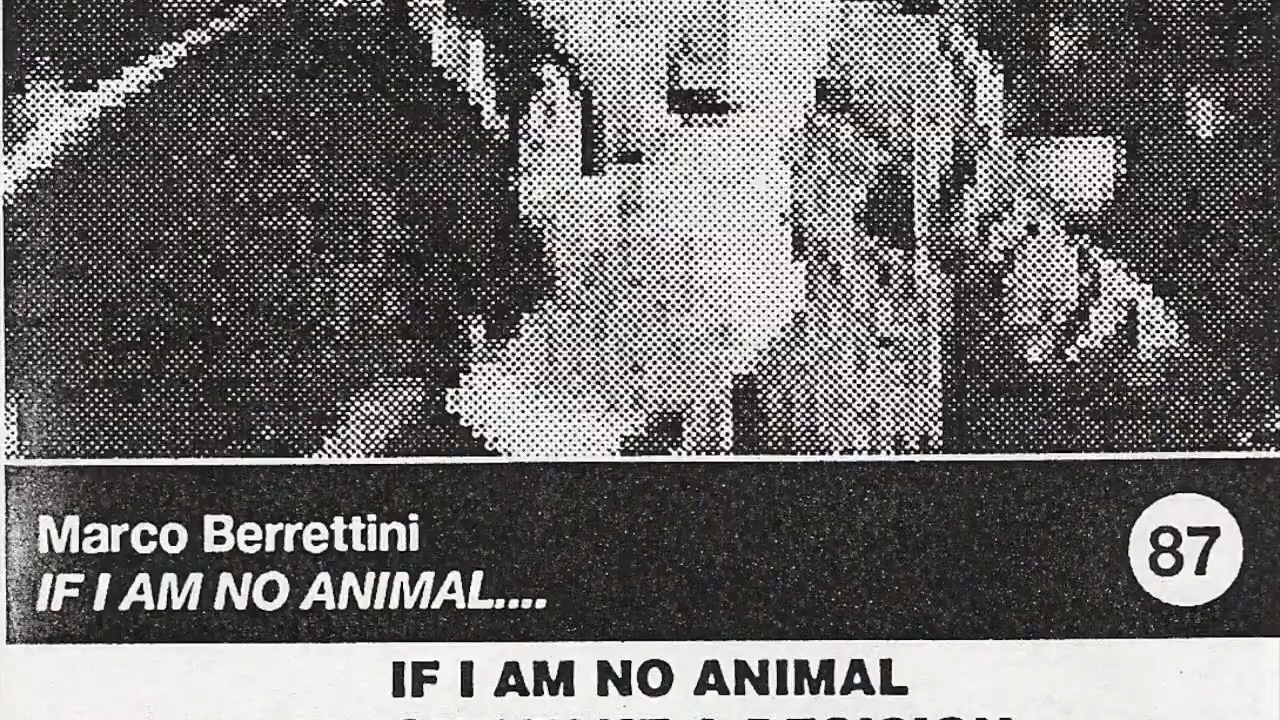 Marco Berrettini
IF I AM NO ANIMAL....
87
IF I AM NO ANIMAL